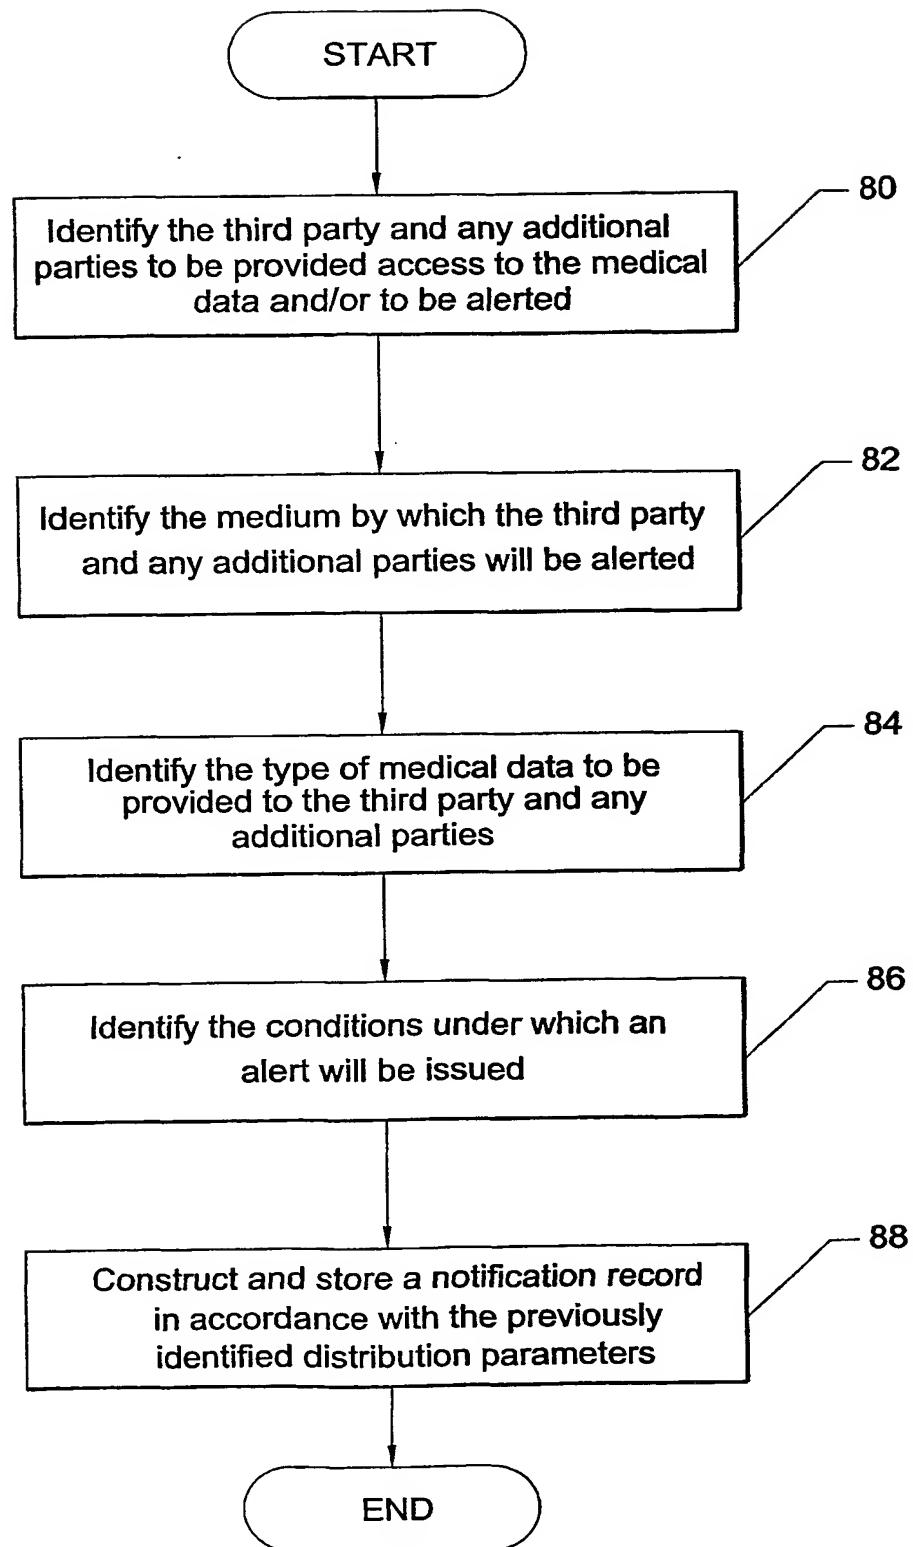 START
80
Identify the third party and any additional
parties to be provided access to the medical
data and/or to be alerted
82
Identify the medium by which the third party
and any additional parties will be alerted
84
Identify the type of medical data to be
provided to the third party and any
additional parties
86
Identify the conditions under which an
alert will be issued
88
Construct and store a notification record
in accordance with the previously
identified distribution parameters
END